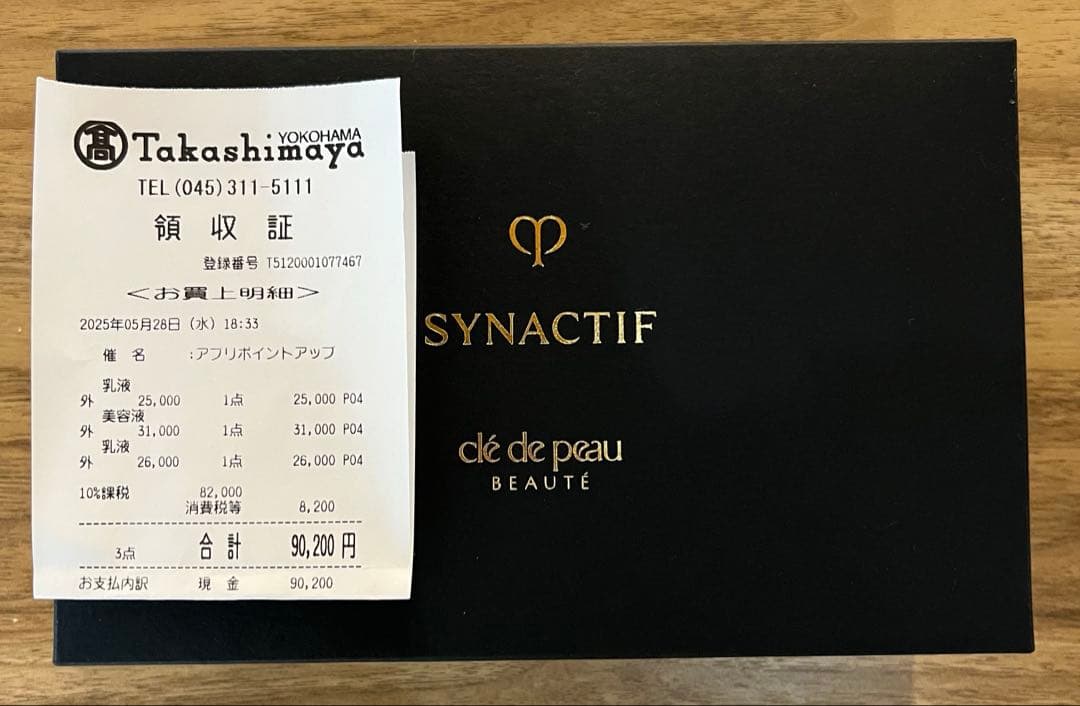 髙 Takashimaya YOKOHAMA
TEL(045)311-5111
領 収 証
登録番号 T5120001077467
<お買上明細>
2025年05月28日(水)18:33
催 名 :アプリポイントアップ
乳液
外 25,000 1点 25,000 P04
美容液
外 31,000 1点 31,000 P04
乳液
外 26,000 1点 26,000 P04
10%課税 82,000
消費税等 8,200
3点 合 計 90,200円
お支払内訳 現 金 90,200
SYNACTIF
clé de peau
BEAUTÉ